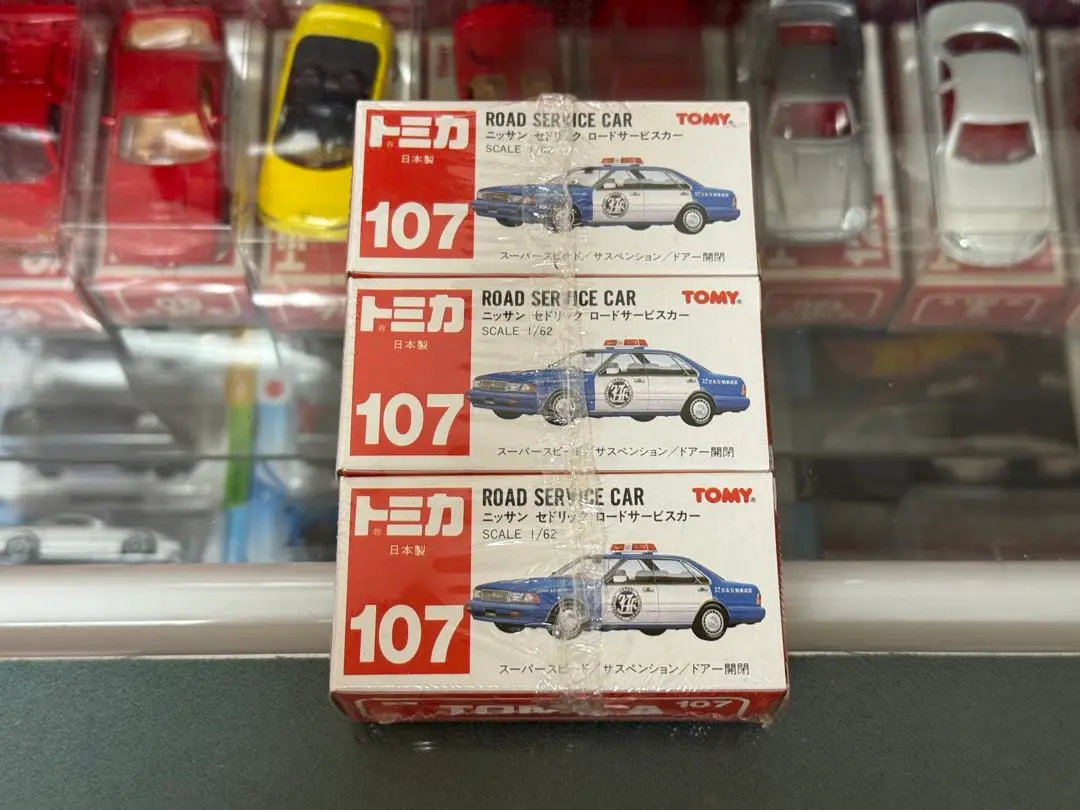 トミカ
日本製
107
ROAD SERVICE CAR
TOMY
ニッサン セドリック ロードサービスカー
SCALE 1/62
スーパースピード/サスペンション/ドアー開閉
トミカ
日本製
107
ROAD SERVICE CAR
TOMY
ニッサン セドリック ロードサービスカー
SCALE 1/62
スーパースピード/サスペンション/ドアー開閉
トミカ
日本製
107
ROAD SERVICE CAR
TOMY
ニッサン セドリック ロードサービスカー
SCALE 1/62
スーパースピード/サスペンション/ドアー開閉
TOMICA 107